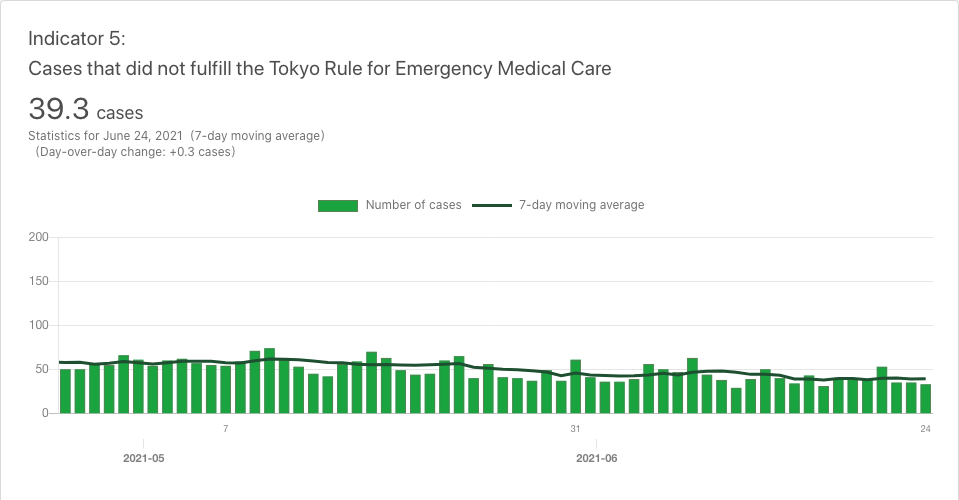 Indicator 5:
Cases that did not fulfill the Tokyo Rule for Emergency Medical Care
39.3 cases
Statistics for June 24, 2021 (7-day moving average)
(Day-over-day change: +0.3 cases)
Number of cases 7-day moving average
200
150
100
50
0
7 31 24
2021-05 2021-06